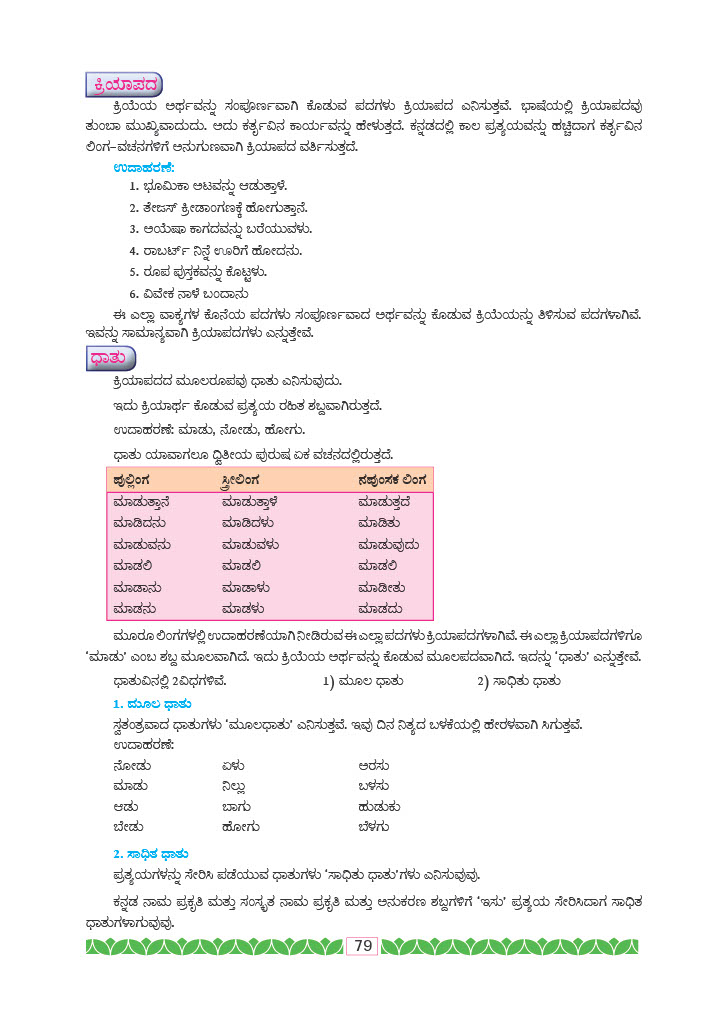 ಕ್ರಿಯಾಪದ
ಕ್ರಿಯೆಯ ಅರ್ಥವನ್ನು ಸಂಪೂರ್ಣವಾಗಿ ಕೊಡುವ ಪದಗಳು ಕ್ರಿಯಾಪದ ಎನಿಸುತ್ತವೆ. ಭಾಷೆಯಲ್ಲಿ ಕ್ರಿಯಾಪದವು
ತುಂಬಾ ಮುಖ್ಯವಾದುದು. ಅದು ಕರ್ತೃವಿನ ಕಾರ್ಯವನ್ನು ಹೇಳುತ್ತದೆ. ಕನ್ನಡದಲ್ಲಿ ಕಾಲ ಪ್ರತ್ಯಯವನ್ನು ಹಚ್ಚಿದಾಗ ಕರ್ತೃವಿನ
ಲಿಂಗ-ವಚನಗಳಿಗೆ ಅನುಗುಣವಾಗಿ ಕ್ರಿಯಾಪದ ವರ್ತಿಸುತ್ತದೆ.
ಉದಾಹರಣೆ:
1. ಭೂಮಿಕಾ ಆಟವನ್ನು ಆಡುತ್ತಾಳೆ.
2. ತೇಜಸ್ ಕ್ರೀಡಾಂಗಣಕ್ಕೆ ಹೋಗುತ್ತಾನೆ.
3. ಆಯೆಷಾ ಕಾಗದವನ್ನು ಬರೆಯುವಳು.
4. ರಾಬರ್ಟ್ ನಿನ್ನೆ ಊರಿಗೆ ಹೋದನು.
5. ರೂಪ ಪುಸ್ತಕವನ್ನು ಕೊಟ್ಟಳು.
6. ವಿವೇಕ ನಾಳೆ ಬಂದಾನು
ಈ ಎಲ್ಲಾ ವಾಕ್ಯಗಳ ಕೊನೆಯ ಪದಗಳು ಸಂಪೂರ್ಣವಾದ ಅರ್ಥವನ್ನು ಕೊಡುವ ಕ್ರಿಯೆಯನ್ನು ತಿಳಿಸುವ ಪದಗಳಾಗಿವೆ.
ಇವನ್ನು ಸಾಮಾನ್ಯವಾಗಿ ಕ್ರಿಯಾಪದಗಳು ಎನ್ನುತ್ತೇವೆ.
ಧಾತು
ಕ್ರಿಯಾಪದದ ಮೂಲರೂಪವು ಧಾತು ಎನಿಸುವುದು.
ಇದು ಕ್ರಿಯಾರ್ಥ ಕೊಡುವ ಪ್ರತ್ಯಯ ರಹಿತ ಶಬ್ದವಾಗಿರುತ್ತದೆ.
ಉದಾಹರಣೆ: ಮಾಡು, ನೋಡು, ಹೋಗು.
ಧಾತು ಯಾವಾಗಲೂ ದ್ವಿತೀಯ ಪುರುಷ ಏಕ ವಚನದಲ್ಲಿರುತ್ತದೆ.
ಪುಲ್ಲಿಂಗ ಸ್ತ್ರೀಲಿಂಗ ನಪುಂಸಕ ಲಿಂಗ
ಮಾಡುತ್ತಾನೆ ಮಾಡುತ್ತಾಳೆ ಮಾಡುತ್ತದೆ
ಮಾಡಿದನು ಮಾಡಿದಳು ಮಾಡಿತು
ಮಾಡುವನು ಮಾಡುವಳು ಮಾಡುವುದು
ಮಾಡಲಿ ಮಾಡಲಿ ಮಾಡಲಿ
ಮಾಡಾನು ಮಾಡಾಳು ಮಾಡೀತು
ಮಾಡನು ಮಾಡಳು ಮಾಡದು
ಮೂರೂ ಲಿಂಗಗಳಲ್ಲಿ ಉದಾಹರಣೆಯಾಗಿ ನೀಡಿರುವ ಈ ಎಲ್ಲಾ ಪದಗಳು ಕ್ರಿಯಾಪದಗಳಾಗಿವೆ. ಈ ಎಲ್ಲಾ ಕ್ರಿಯಾಪದಗಳಿಗೂ
‘ಮಾಡು’ ಎಂಬ ಶಬ್ದ ಮೂಲವಾಗಿದೆ. ಇದು ಕ್ರಿಯೆಯ ಅರ್ಥವನ್ನು ಕೊಡುವ ಮೂಲಪದವಾಗಿದೆ. ಇದನ್ನು ‘ಧಾತು’ ಎನ್ನುತ್ತೇವೆ.
ಧಾತುವಿನಲ್ಲಿ 2ವಿಧಗಳಿವೆ. 1) ಮೂಲ ಧಾತು 2) ಸಾಧಿತು ಧಾತು
1. ಮೂಲ ಧಾತು
ಸ್ವತಂತ್ರವಾದ ಧಾತುಗಳು ‘ಮೂಲಧಾತು’ ಎನಿಸುತ್ತವೆ. ಇವು ದಿನ ನಿತ್ಯದ ಬಳಕೆಯಲ್ಲಿ ಹೇರಳವಾಗಿ ಸಿಗುತ್ತವೆ.
ಉದಾಹರಣೆ:
ನೋಡು ಏಳು ಅರಸು
ಮಾಡು ನಿಲ್ಲು ಬಳಸು
ಆಡು ಬಾಗು ಹುಡುಕು
ಬೇಡು ಹೋಗು ಬೆಳಗು
2. ಸಾಧಿತ ಧಾತು
ಪ್ರತ್ಯಯಗಳನ್ನು ಸೇರಿಸಿ ಪಡೆಯುವ ಧಾತುಗಳು ‘ಸಾಧಿತು ಧಾತು’ಗಳು ಎನಿಸುವುವು.
ಕನ್ನಡ ನಾಮ ಪ್ರಕೃತಿ ಮತ್ತು ಸಂಸ್ಕೃತ ನಾಮ ಪ್ರಕೃತಿ ಮತ್ತು ಅನುಕರಣ ಶಬ್ದಗಳಿಗೆ ‘ಇಸು’ ಪ್ರತ್ಯಯ ಸೇರಿಸಿದಾಗ ಸಾಧಿತ
ಧಾತುಗಳಾಗುವುವು.
79